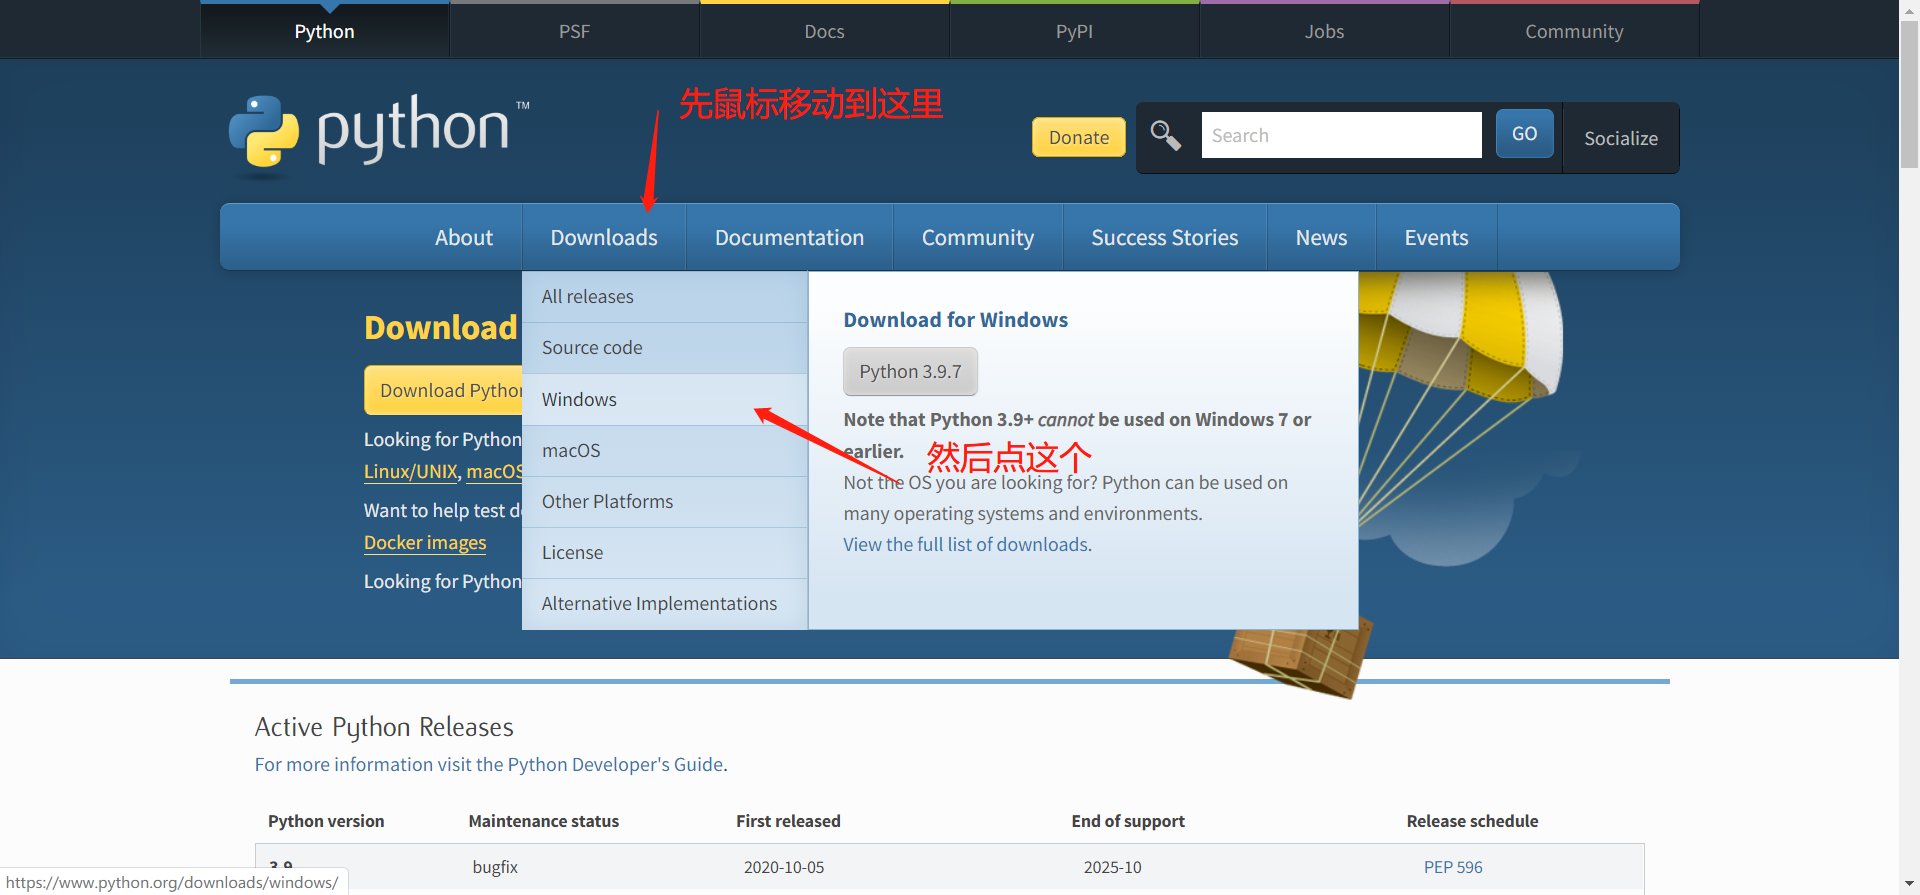 Python
PSF
Docs
PyPI
Jobs
Community
python™
先鼠标移动到这里
Donate
Search
GO
Socialize
About
Downloads
Documentation
Community
Success Stories
News
Events
Download
Download Python
Looking for Python
Linux/UNIX, macOS
Want to help test d
Docker images
Looking for Python
All releases
Source code
Windows
macOS
Other Platforms
License
Alternative Implementations
Download for Windows
Python 3.9.7
Note that Python 3.9+ cannot be used on Windows 7 or
earlier.
然后点这个
Not the OS you are looking for? Python can be used on
many operating systems and environments.
View the full list of downloads.
Active Python Releases
For more information visit the Python Developer's Guide.
Python version
Maintenance status
First released
End of support
Release schedule
3.9
bugfix
2020-10-05
2025-10
PEP 596
https://www.python.org/downloads/windows/